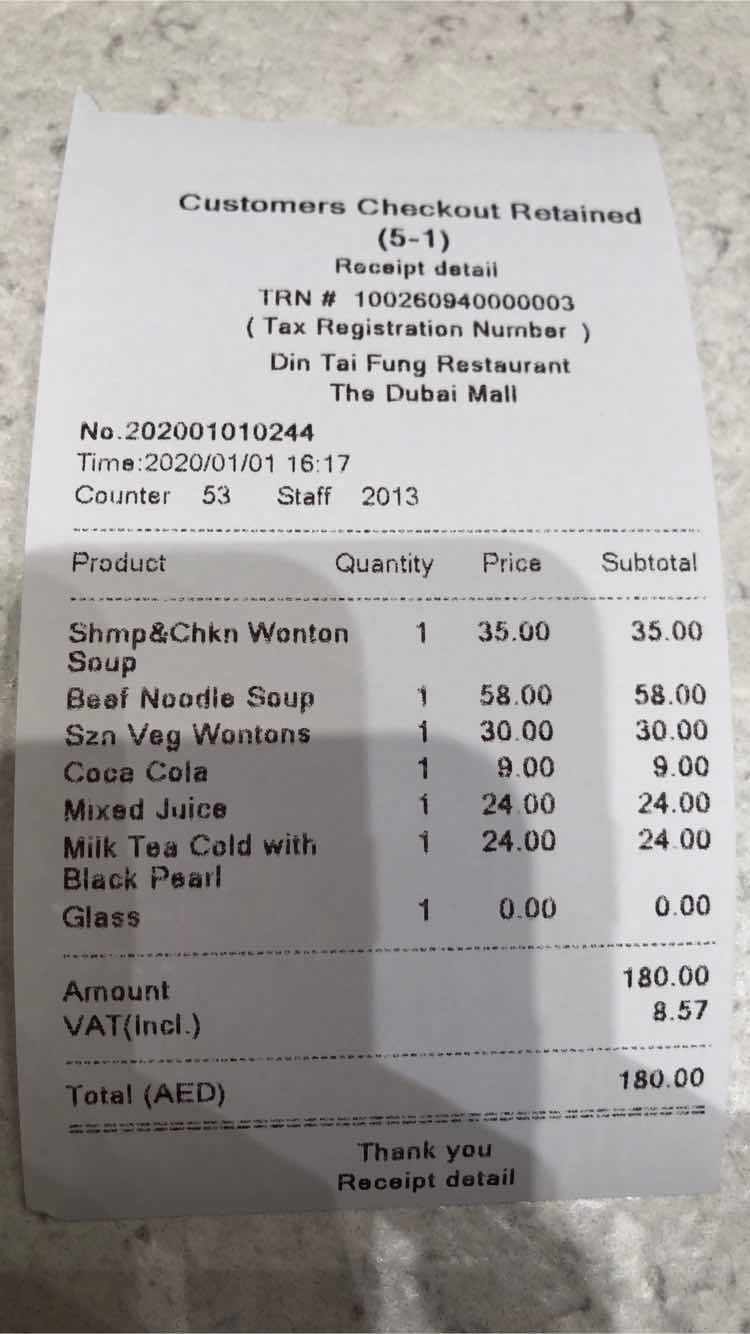 Customers Checkout Retained
(5-1)
Receipt detail
TRN # 100260940000003
( Tax Registration Number )
Din Tai Fung Restaurant
The Dubai Mall
No.202001010244
Time:2020/01/01 16:17
Counter 53 Staff 2013
Product Quantity Price Subtotal
Shmp&Chkn Wonton 1 35.00 35.00
Soup
Beef Noodle Soup 1 58.00 58.00
Szn Veg Wontons 1 30.00 30.00
Coca Cola 1 9.00 9.00
Mixed Juice 1 24.00 24.00
Milk Tea Cold with 1 24.00 24.00
Black Pearl
Glass 1 0.00 0.00
Amount 180.00
VAT(Incl.) 8.57
Total (AED) 180.00
Thank you
Receipt detail